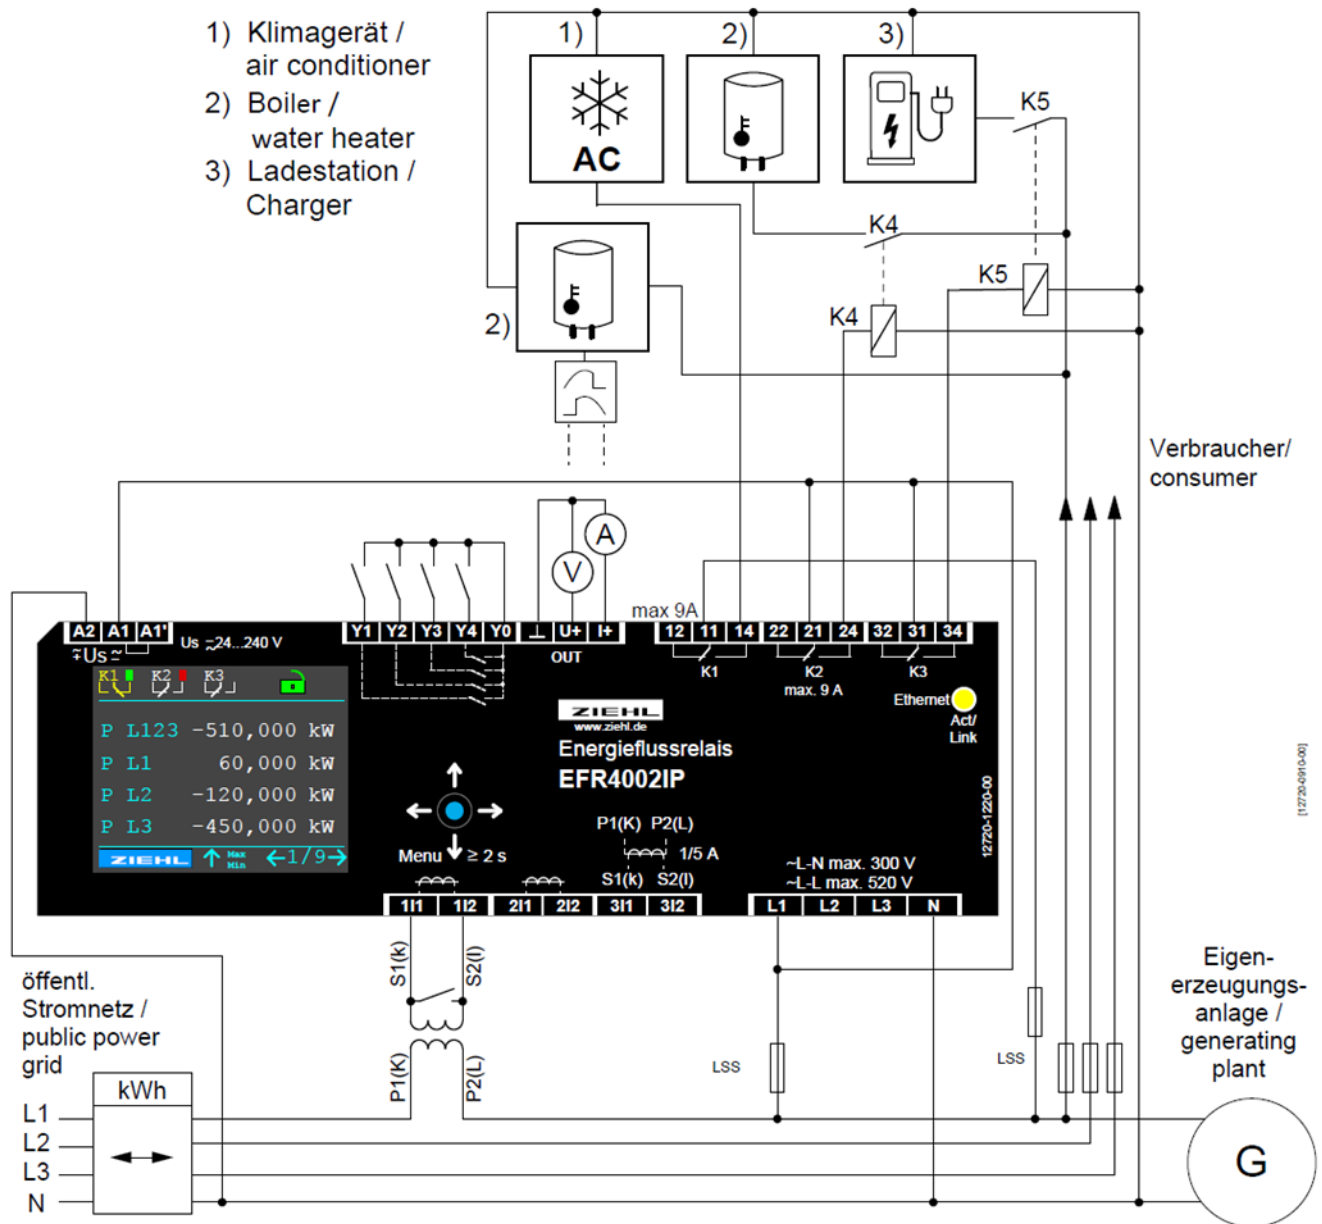 1) Klimagerät /
air conditioner
2) Boiler /
water heater
3) Ladestation /
Charger
1)
2)
3)
AC
K5
K4
K5
K4
2)
Verbraucher/
consumer
A
V
max 9A
A2 A1 A1'
Us 24...240 V
Us
Y1 Y2 Y3 Y4 Y0 ⊥ U+ I+
OUT
12 11 14 22 21 24 32 31 34
K1
K2
K3
max. 9 A
Ethernet
Act/
Link
K1 K2 K3
P L123 -510,000 kW
P L1 60,000 kW
P L2 -120,000 kW
P L3 -450,000 kW
ZIEHL ↑ Max Min ←1/9→
ZIEHL
www.ziehl.de
Energieflussrelais
EFR4002IP
12720-1220-00
[12720-0910-00]
Menu ≥ 2 s
P1(K) P2(L)
1/5 A
S1(k) S2(l)
~L-N max. 300 V
~L-L max. 520 V
1I1 1I2 2I1 2I2 3I1 3I2 L1 L2 L3 N
S1(k) S2(l)
P1(K) P2(L)
LSS
LSS
öffentl.
Stromnetz /
public power
grid
kWh
L1
L2
L3
N
Eigen-
erzeugungs-
anlage /
generating
plant
G